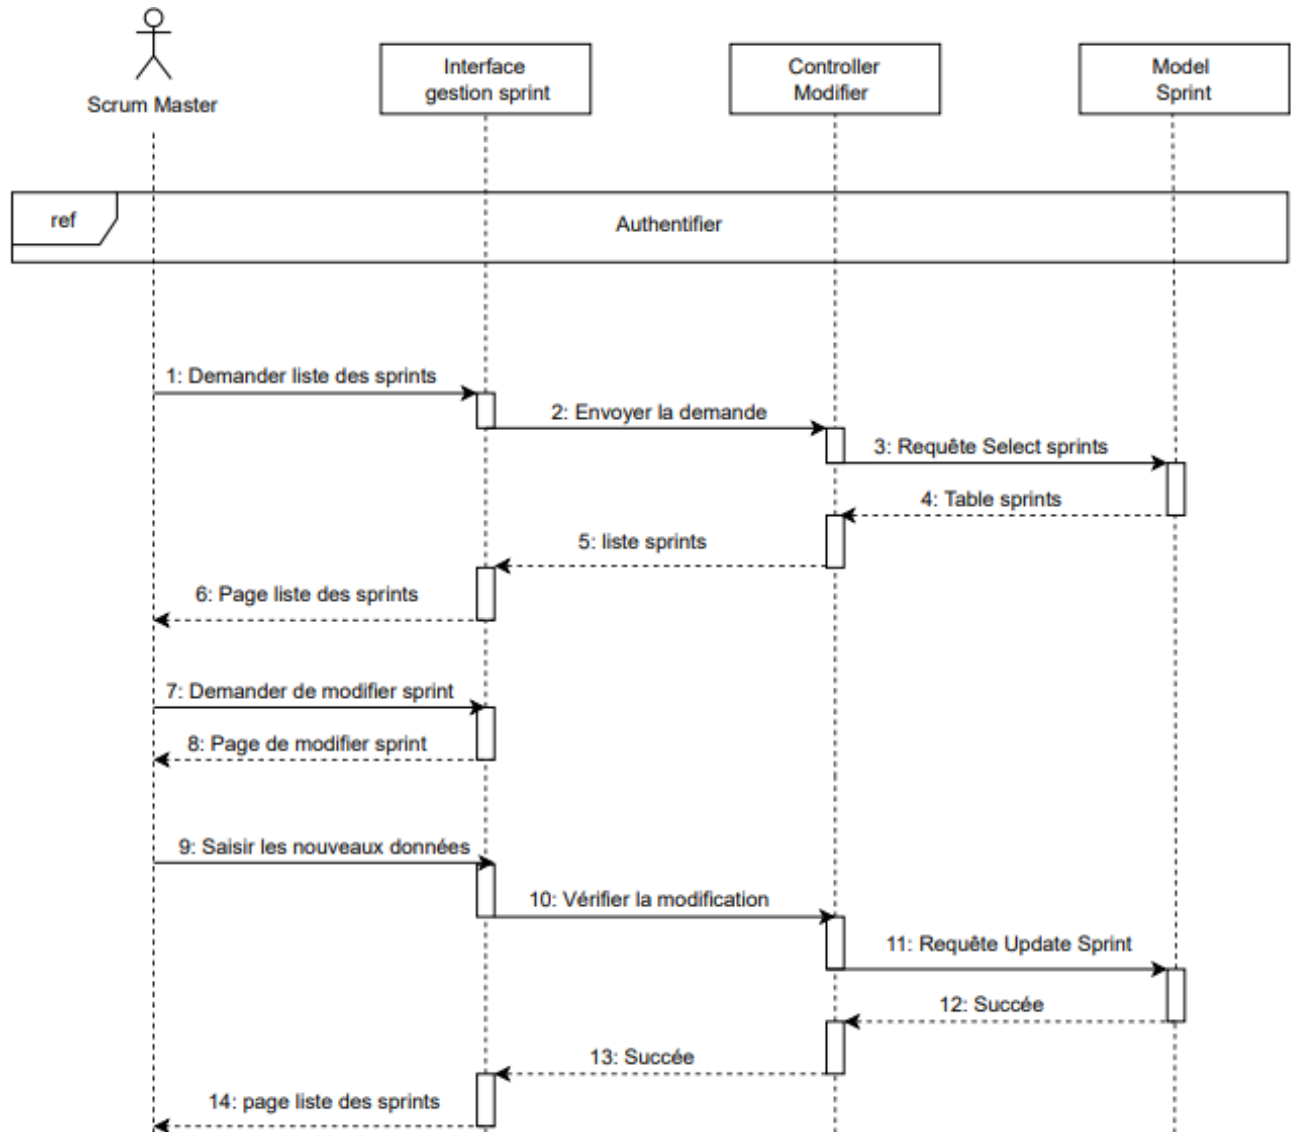 Scrum Master
Interface
gestion sprint
Controller
Modifier
Model
Sprint
ref
Authentifier
1: Demander liste des sprints
2: Envoyer la demande
3: Requête Select sprints
4: Table sprints
5: liste sprints
6: Page liste des sprints
7: Demander de modifier sprint
8: Page de modifier sprint
9: Saisir les nouveaux données
10: Vérifier la modification
11: Requête Update Sprint
12: Succée
13: Succée
14: page liste des sprints